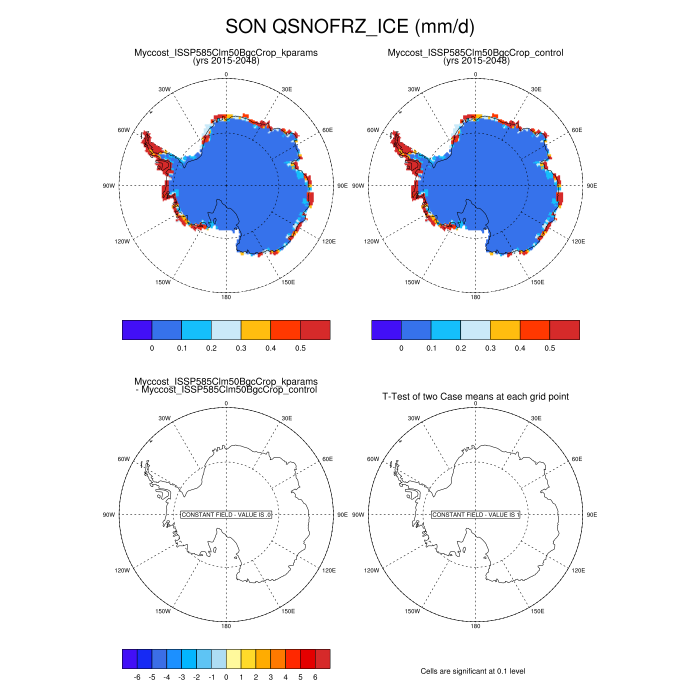 SON QSNOFRZ_ICE (mm/d)
Myccost_ISSP585Clm50BgcCrop_kparams
(yrs 2015-2048)
0
30W 30E
60W 60E
90W 90E
120W 120E
150W 150E
180
0 0.1 0.2 0.3 0.4 0.5
Myccost_ISSP585Clm50BgcCrop_control
(yrs 2015-2048)
0
30W 30E
60W 60E
90W 90E
120W 120E
150W 150E
180
0 0.1 0.2 0.3 0.4 0.5
Myccost_ISSP585Clm50BgcCrop_kparams
- Myccost_ISSP585Clm50BgcCrop_control
0
30W 30E
60W 60E
90W CONSTANT FIELD - VALUE IS .0 90E
120W 120E
150W 150E
180
-6 -5 -4 -3 -2 -1 0 1 2 3 4 5 6
T-Test of two Case means at each grid point
0
30W 30E
60W 60E
90W CONSTANT FIELD - VALUE IS 1 90E
120W 120E
150W 150E
180
Cells are significant at 0.1 level